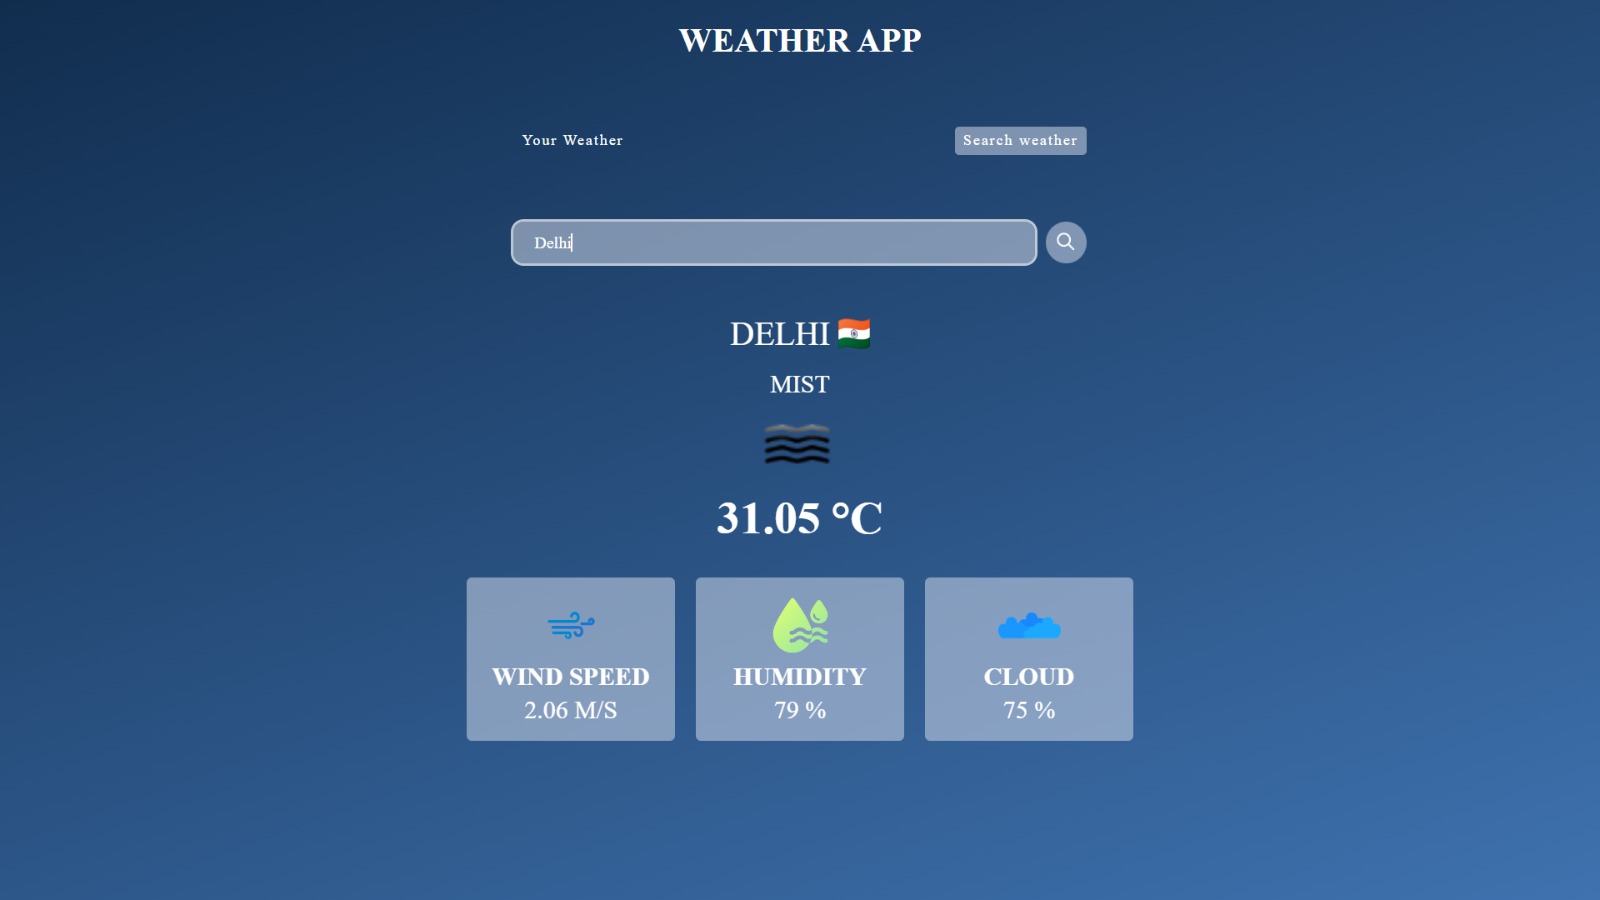 WEATHER APP
Your Weather
Search weather
Delhi
DELHI
MIST
31.05 °C
WIND SPEED
2.06 M/S
HUMIDITY
79 %
CLOUD
75 %